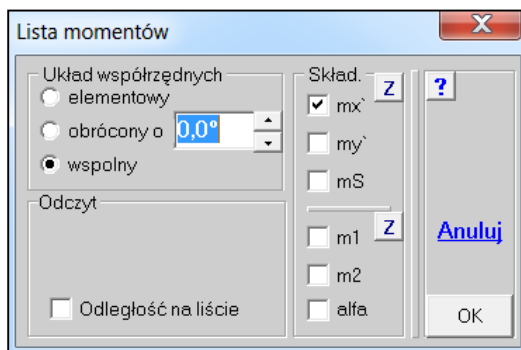 Lista momentów
X
Układ współrzędnych
elementowy
obrócony o 0,0°
wspolny
Odczyt
Odległość na liście
Skład.
Z
mx`
my`
mS
Z
m1
m2
alfa
?
Anuluj
OK